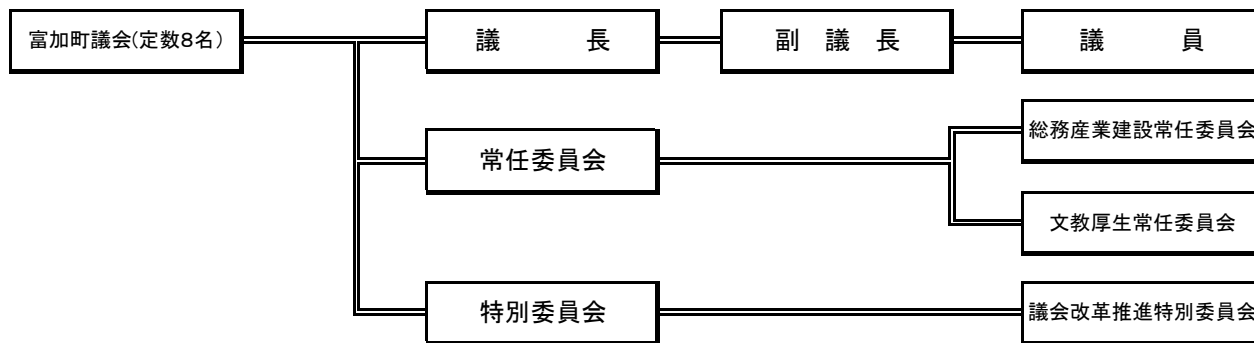 富加町議会(定数8名)
議長
副議長
議員
常任委員会
総務産業建設常任委員会
文教厚生常任委員会
特別委員会
議会改革推進特別委員会